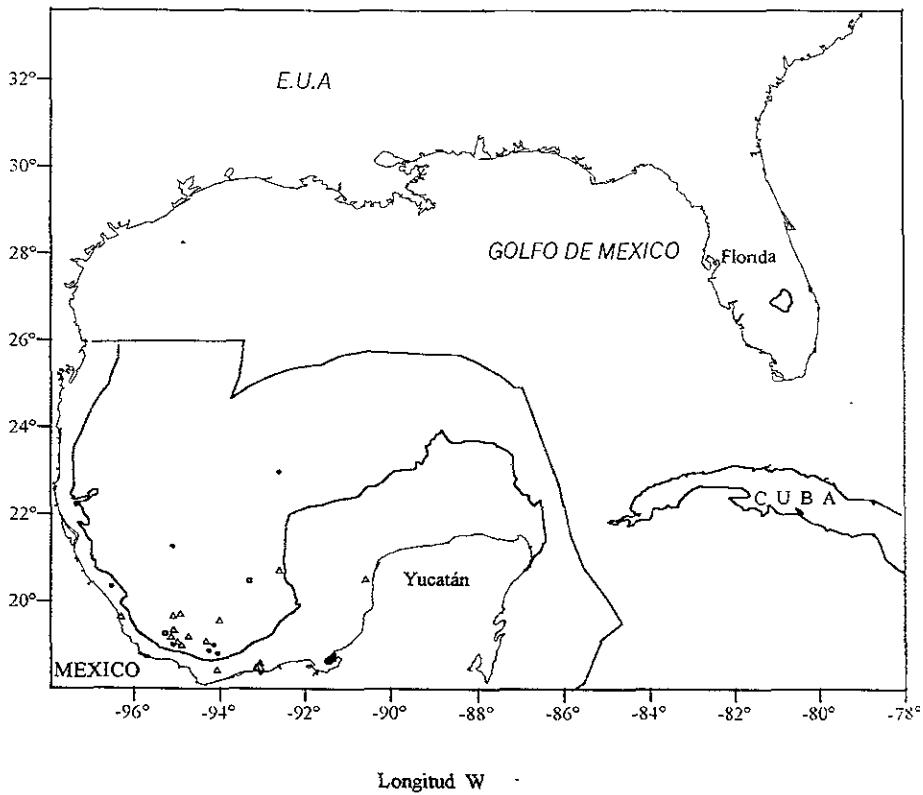 32°
E.U.A
30°
28°
GOLFO DE MEXICO
Florida
26°
24°
22°
C U B A
20°
Yucatán
MEXICO
-96°
-94°
-92°
-90°
-88°
-86°
-84°
-82°
-80°
-78°
Longitud W